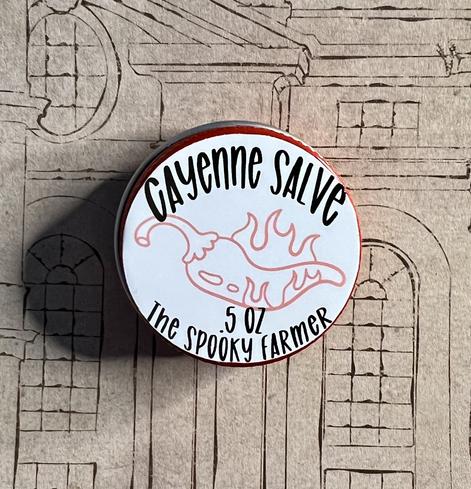 Cayenne Salve
.5 oz
The Spooky Farmer